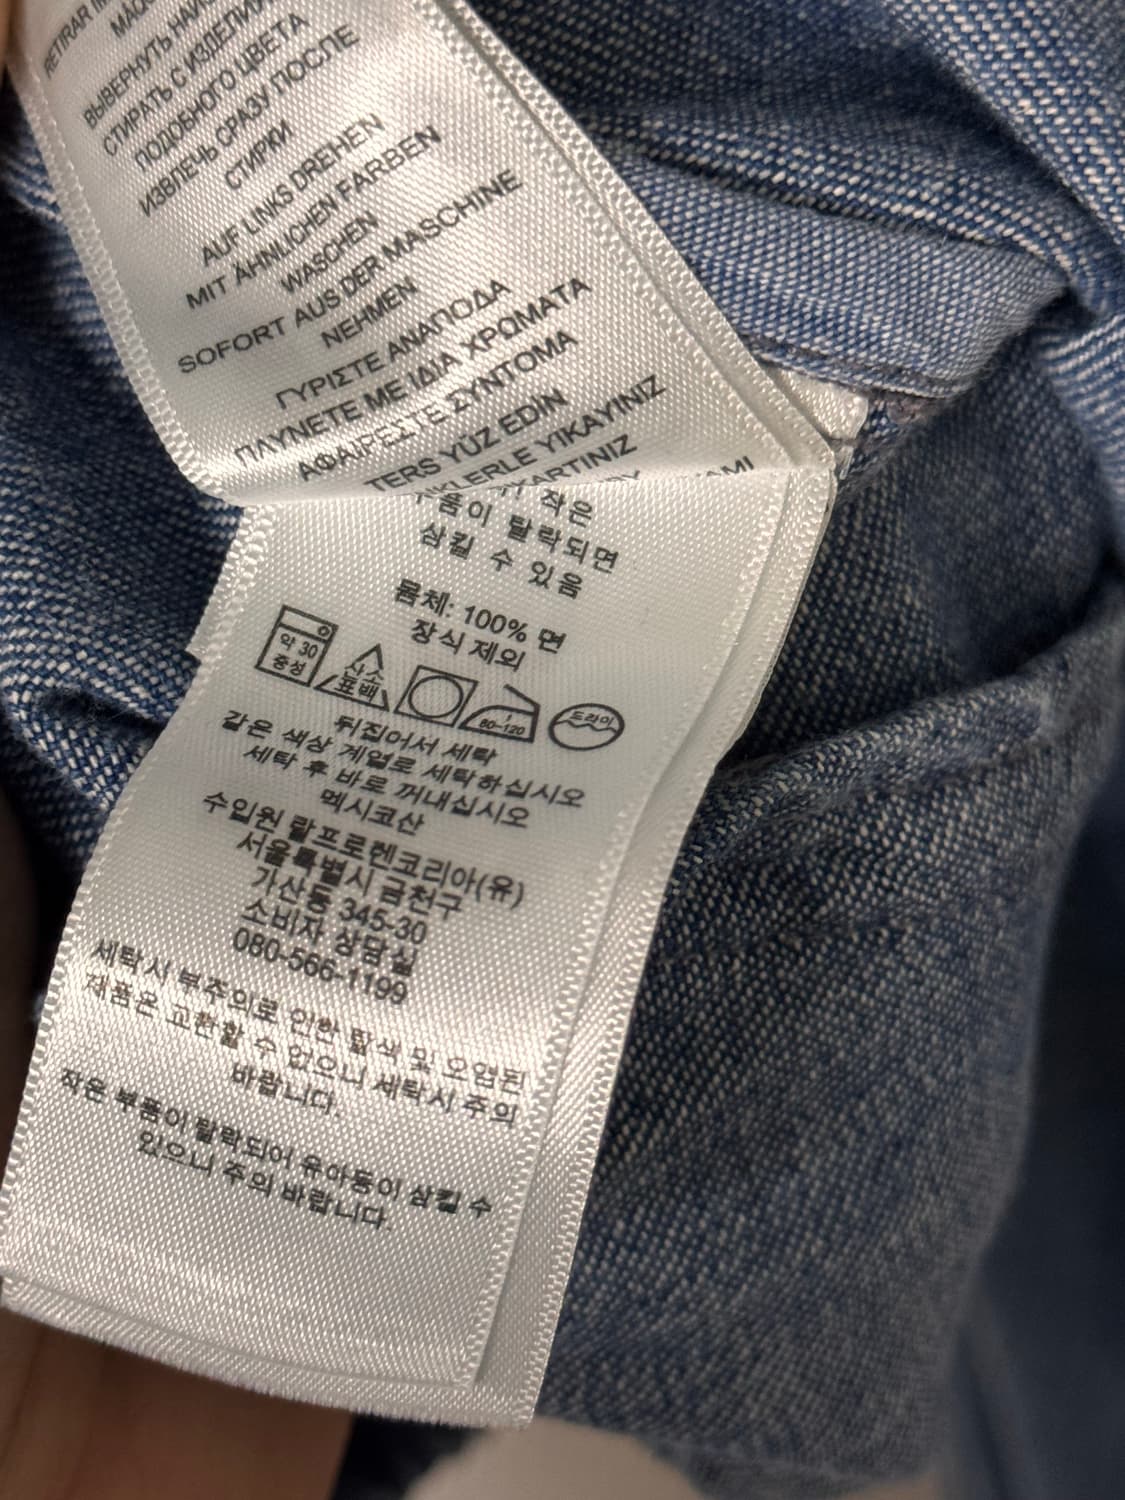 RETIRAR
ВЫВЕРНУТЬ
СТИРАТЬ С ИЗДЕЛИЯ
ПОДОБНОГО ЦВЕТА
ИЗВЛЕЧЬ СРАЗУ ПОСЛЕ
СТИРКИ
AUF LINKS DREHEN
MIT ÄHNLICHEN FARBEN
WASCHEN
SOFORT AUS DER MASCHINE
NEHMEN
ΓΥΡΙΣΤΕ ΑΝΑΠΟΔΑ
ΠΛΥΝΕΤΕ ΜΕ ΙΔΙΑ ΧΡΩΜΑΤΑ
ΑΦΑΙΡΕΣΤΕ ΣΥΝΤΟΜΑ
TERS YÜZ EDIN
YIKAYINIZ
작은
탈락되면
삼킬 수 있음
몸체: 100% 면
장식 제외
약 30
중성
산소
표백
80-120
드라이
뒤집어서 세탁
같은 색상 계열로 세탁하십시오
세탁 후 바로 꺼내십시오
멕시코산
수입원 랄프로렌코리아(유)
서울특별시 금천구
가산동 345-30
소비자 상담실
080-566-1199
세탁시 부주의로 인한 탈색 및 오염된
제품은 교환할 수 없으니 세탁시 주의
바랍니다.
작은 부품이 탈락되어 유아동이 삼킬 수
있으니 주의 바랍니다.